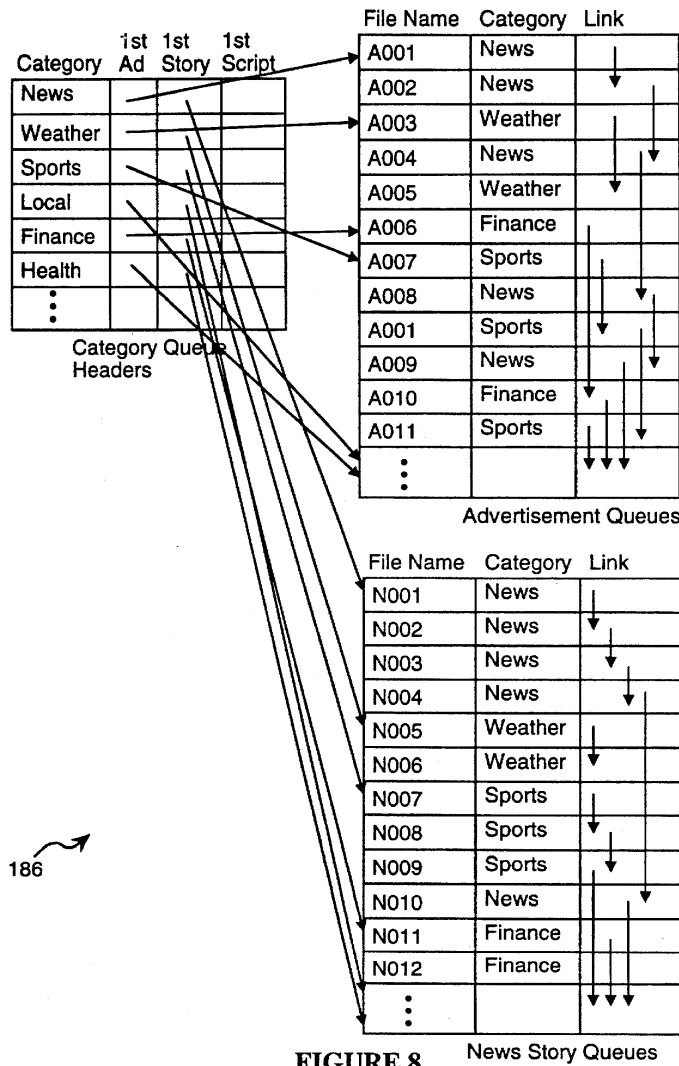 Category 1st Ad 1st Story 1st Script
News
Weather
Sports
Local
Finance
Health
Category Queue
Headers
File Name Category Link
A001 News
A002 News
A003 Weather
A004 News
A005 Weather
A006 Finance
A007 Sports
A008 News
A001 Sports
A009 News
A010 Finance
A011 Sports
Advertisement Queues
File Name Category Link
N001 News
N002 News
N003 News
N004 News
N005 Weather
N006 Weather
N007 Sports
N008 Sports
N009 Sports
N010 News
N011 Finance
N012 Finance
News Story Queues
186
FIGURE 8